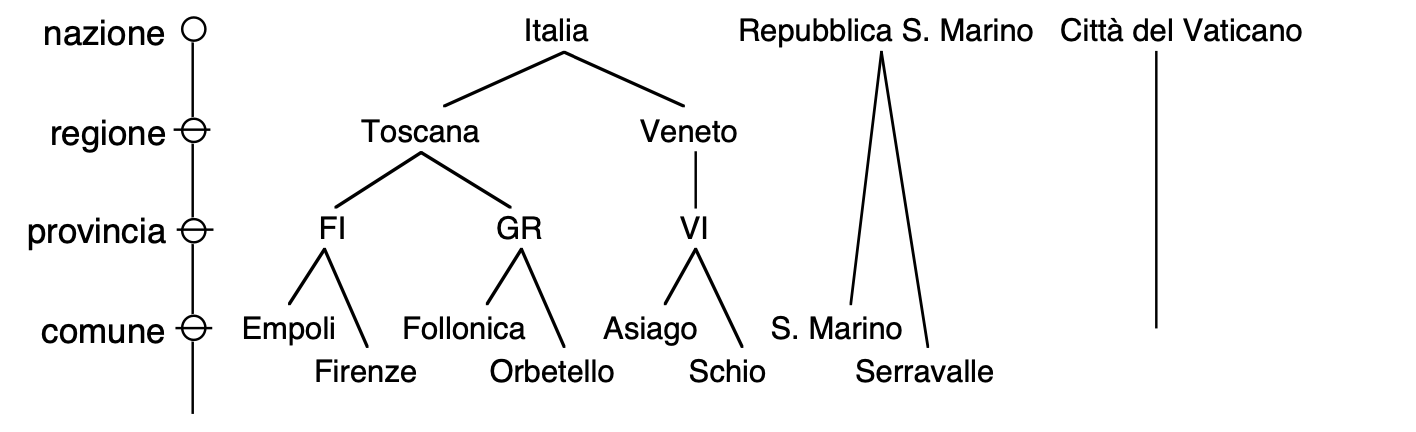 nazione Italia Repubblica S. Marino Città del Vaticano
regione Toscana Veneto
provincia FI GR VI
comune Empoli Follonica Asiago S. Marino
Firenze Orbetello Schio Serravalle